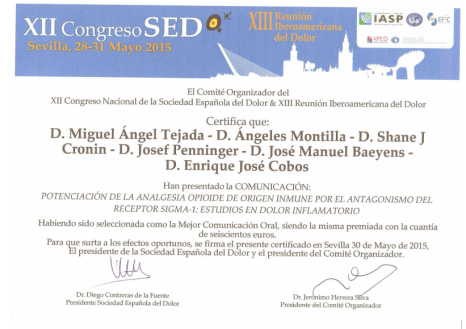 XII Congreso SED
Sevilla, 28-31 Mayo 2015
XIII Reunión
Iberoamericana
del Dolor
IASP
EFIC
El Comité Organizador del
XII Congreso Nacional de la Sociedad Española del Dolor & XIII Reunión Iberoamericana del Dolor
Certifica que:
D. Miguel Ángel Tejada - D. Ángeles Montilla - D. Shane J
Cronin - D. Josef Penninger - D. José Manuel Baeyens -
D. Enrique José Cobos
Han presentado la COMUNICACIÓN:
POTENCIACIÓN DE LA ANALGESIA OPIOIDE DE ORIGEN INMUNE POR EL ANTAGONISMO DEL
RECEPTOR SIGMA-1: ESTUDIOS EN DOLOR INFLAMATORIO
Habiendo sido seleccionada como la Mejor Comunicación Oral, siendo la misma premiada con la cuantía
de seiscientos euros.
Para que surta a los efectos oportunos, se firma el presente certificado en Sevilla 30 de Mayo de 2015,
El presidente de la Sociedad Española del Dolor y el presidente del Comité Organizador.
Dr. Diego Contreras de la Fuente
Presidente Sociedad Española del Dolor
Dr. Jerónimo Herrera Silva
Presidente del Comité Organizador